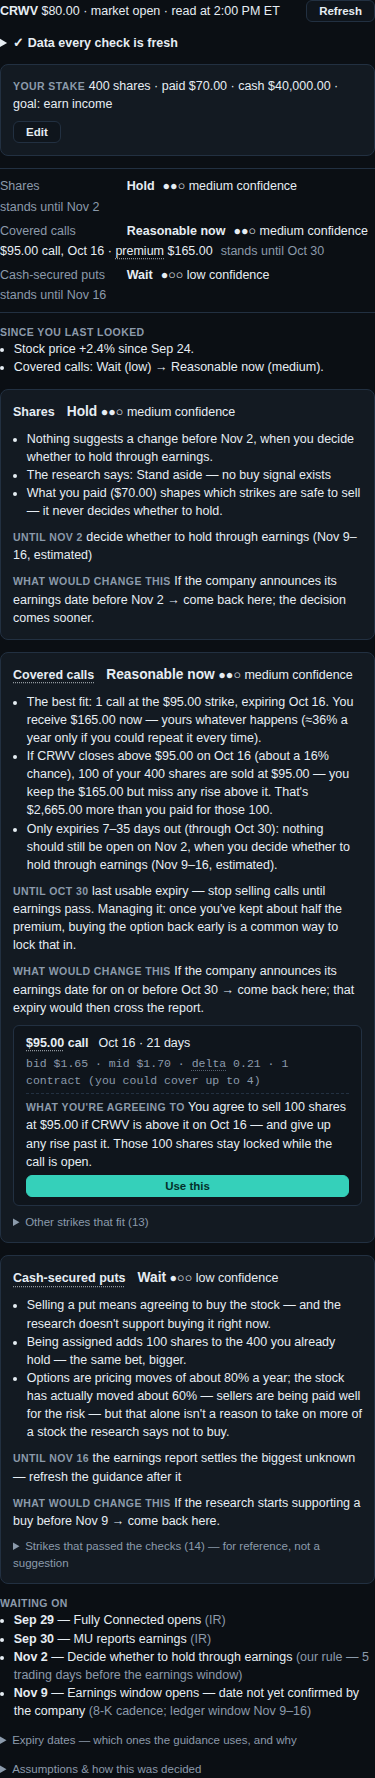 CRWV $80.00 · market open · read at 2:00 PM ET Refresh
▶ ✓ Data every check is fresh
YOUR STAKE 400 shares · paid $70.00 · cash $40,000.00 ·
goal: earn income
Edit
Shares Hold ●●○ medium confidence
stands until Nov 2
Covered calls Reasonable now ●●○ medium confidence
$95.00 call, Oct 16 · premium $165.00 stands until Oct 30
Cash-secured puts Wait ●○○ low confidence
stands until Nov 16
SINCE YOU LAST LOOKED
• Stock price +2.4% since Sep 24.
• Covered calls: Wait (low) → Reasonable now (medium).
Shares Hold ●●○ medium confidence
• Nothing suggests a change before Nov 2, when you decide
whether to hold through earnings.
• The research says: Stand aside — no buy signal exists
• What you paid ($70.00) shapes which strikes are safe to sell
— it never decides whether to hold.
UNTIL NOV 2 decide whether to hold through earnings (Nov 9–
16, estimated)
WHAT WOULD CHANGE THIS If the company announces its
earnings date before Nov 2 → come back here; the decision
comes sooner.
Covered calls Reasonable now ●●○ medium confidence
• The best fit: 1 call at the $95.00 strike, expiring Oct 16. You
receive $165.00 now — yours whatever happens (≈36% a
year only if you could repeat it every time).
• If CRWV closes above $95.00 on Oct 16 (about a 16%
chance), 100 of your 400 shares are sold at $95.00 — you
keep the $165.00 but miss any rise above it. That's
$2,665.00 more than you paid for those 100.
• Only expiries 7–35 days out (through Oct 30): nothing
should still be open on Nov 2, when you decide whether to
hold through earnings (Nov 9–16, estimated).
UNTIL OCT 30 last usable expiry — stop selling calls until
earnings pass. Managing it: once you've kept about half the
premium, buying the option back early is a common way to
lock that in.
WHAT WOULD CHANGE THIS If the company announces its
earnings date for on or before Oct 30 → come back here; that
expiry would then cross the report.
$95.00 call Oct 16 · 21 days
bid $1.65 · mid $1.70 · delta 0.21 · 1
contract (you could cover up to 4)
WHAT YOU'RE AGREEING TO You agree to sell 100 shares
at $95.00 if CRWV is above it on Oct 16 — and give up
any rise past it. Those 100 shares stay locked while the
call is open.
Use this
▶ Other strikes that fit (13)
Cash-secured puts Wait ●○○ low confidence
• Selling a put means agreeing to buy the stock — and the
research doesn't support buying it right now.
• Being assigned adds 100 shares to the 400 you already
hold — the same bet, bigger.
• Options are pricing moves of about 80% a year; the stock
has actually moved about 60% — sellers are being paid well
for the risk — but that alone isn't a reason to take on more of
a stock the research says not to buy.
UNTIL NOV 16 the earnings report settles the biggest unknown
— refresh the guidance after it
WHAT WOULD CHANGE THIS If the research starts supporting a
buy before Nov 9 → come back here.
▶ Strikes that passed the checks (14) — for reference, not a
suggestion
WAITING ON
• Sep 29 — Fully Connected opens (IR)
• Sep 30 — MU reports earnings (IR)
• Nov 2 — Decide whether to hold through earnings (our rule — 5
trading days before the earnings window)
• Nov 9 — Earnings window opens — date not yet confirmed by
the company (8-K cadence; ledger window Nov 9–16)
▶ Expiry dates — which ones the guidance uses, and why
▶ Assumptions & how this was decided